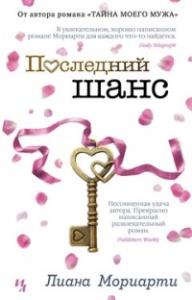 От автора романа «ТАЙНА МОЕГО МУЖА»
В увлекательном, хорошо написанном
романе Мориарти для каждого что-то найдется.
Daily Telegraph
Последний
шанс
Несомненная удача
автора. Прекрасно
написанный
развлекательный
роман.
Publishers Weekly
Лиана Мориарти